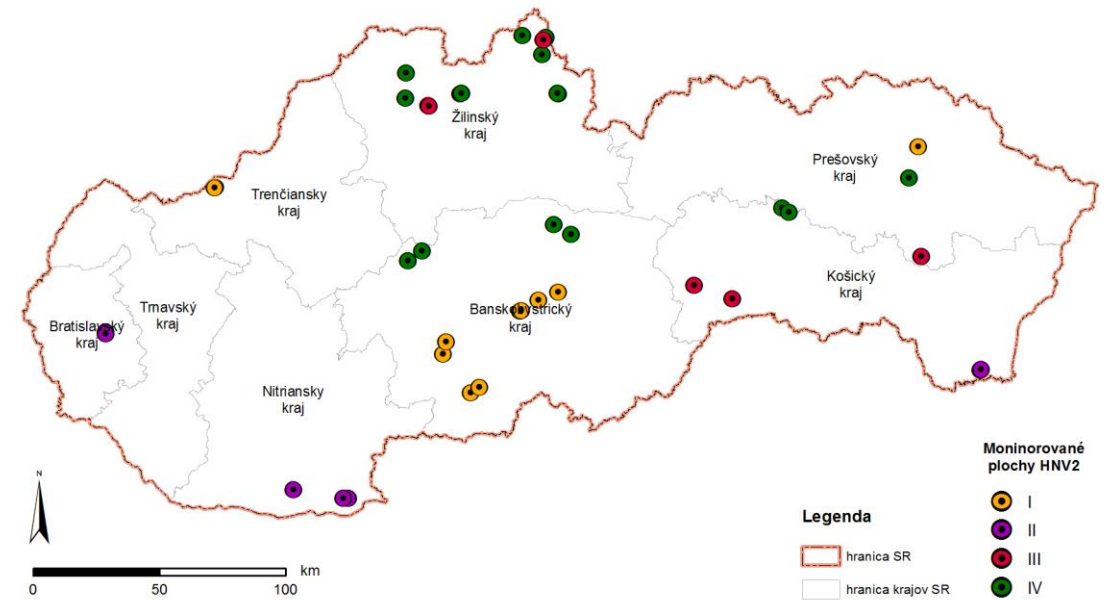 Žilinský
kraj
Prešovský
kraj
Trenčiansky
kraj
Košický
kraj
Trnavský
kraj
Banskobystrický
kraj
Bratislavský
kraj
Nitriansky
kraj
N
0
50
100
km
Legenda
hranica SR
hranica krajov SR
Moninorované
plochy HNV2
I
II
III
IV